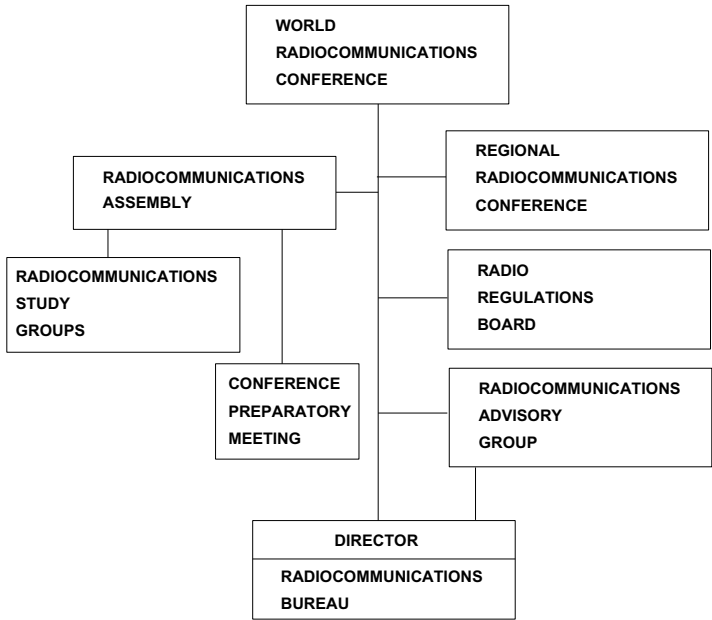 WORLD
RADIOCOMMUNICATIONS
CONFERENCE
REGIONAL
RADIOCOMMUNICATIONS
CONFERENCE
RADIOCOMMUNICATIONS
ASSEMBLY
RADIOCOMMUNICATIONS
STUDY
GROUPS
RADIO
REGULATIONS
BOARD
CONFERENCE
PREPARATORY
MEETING
RADIOCOMMUNICATIONS
ADVISORY
GROUP
DIRECTOR
RADIOCOMMUNICATIONS
BUREAU